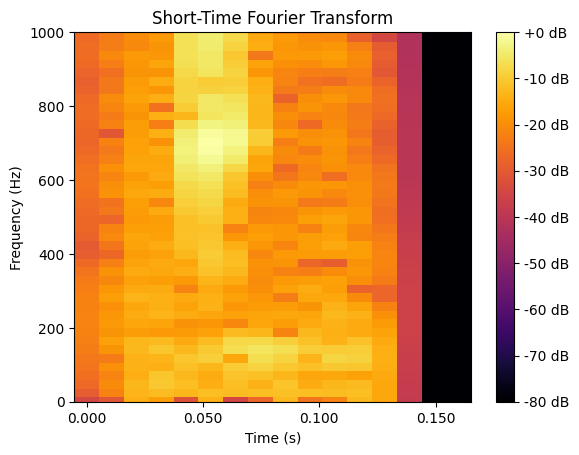 Short-Time Fourier Transform
1000
800
600
400
200
0
Frequency (Hz)
0.000
0.050
0.100
0.150
Time (s)
+0 dB
-10 dB
-20 dB
-30 dB
-40 dB
-50 dB
-60 dB
-70 dB
-80 dB